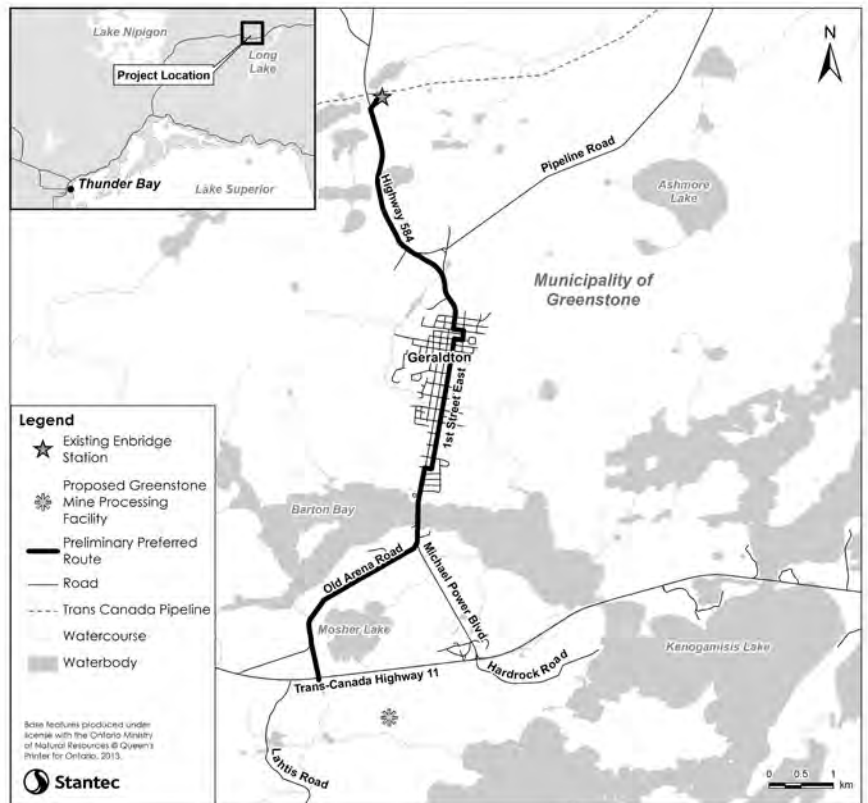 Lake Nipigon
Long
Lake
Project Location
Thunder Bay
Lake Superior
N
Pipeline Road
Ashmore
Lake
Highway 584
Municipality of
Greenstone
Geraldton
1st Street East
Legend
Existing Enbridge
Station
Proposed Greenstone
Mine Processing
Facility
Preliminary Preferred
Route
Road
Trans Canada Pipeline
Watercourse
Waterbody
Base features produced under
license with the Ontario Ministry
of Natural Resources © Queen's
Printer for Ontario, 2013.
Stantec
Barton Bay
Old Arena Road
Michael Power Blvd.
Mosher Lake
Kenogamisis Lake
Hardrock Road
Trans-Canada Highway 11
Lahtis Road
0 0.5 1
km